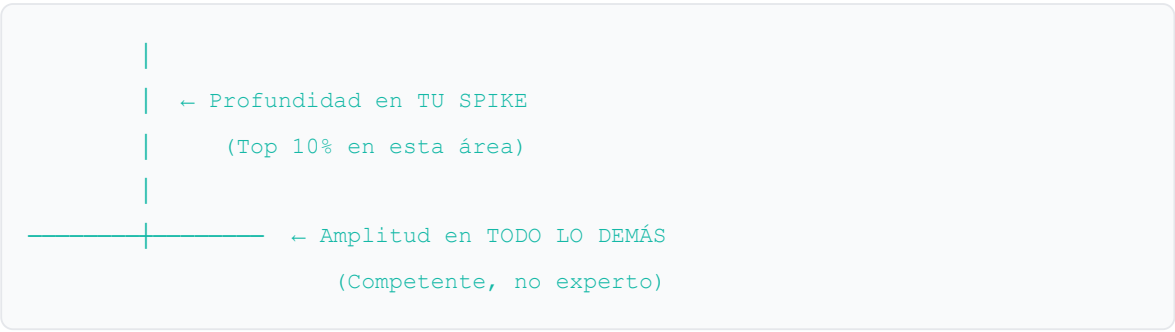 ← Profundidad en TU SPIKE
(Top 10% en esta área)
← Amplitud en TODO LO DEMÁS
(Competente, no experto)